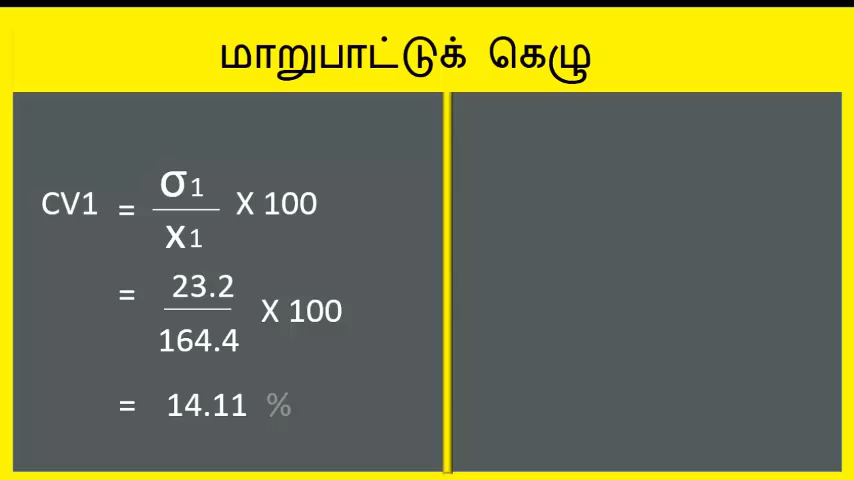 மாறுபாட்டுக் கெழு
CV1 = σ1 / x1 X 100
= 23.2 / 164.4 X 100
= 14.11 %